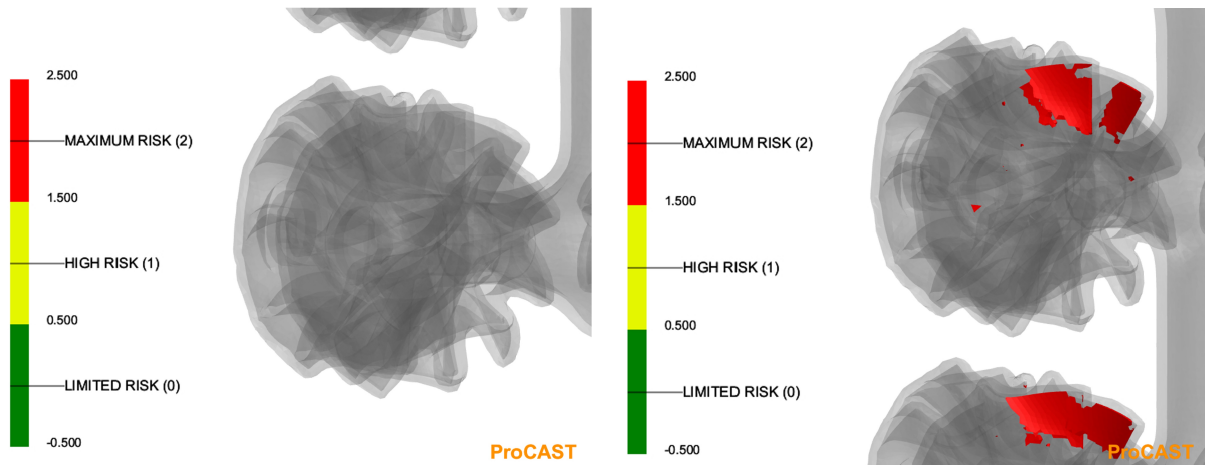 2.500
MAXIMUM RISK (2)
1.500
HIGH RISK (1)
0.500
LIMITED RISK (0)
-0.500
ProCAST
2.500
MAXIMUM RISK (2)
1.500
HIGH RISK (1)
0.500
LIMITED RISK (0)
-0.500
ProCAST